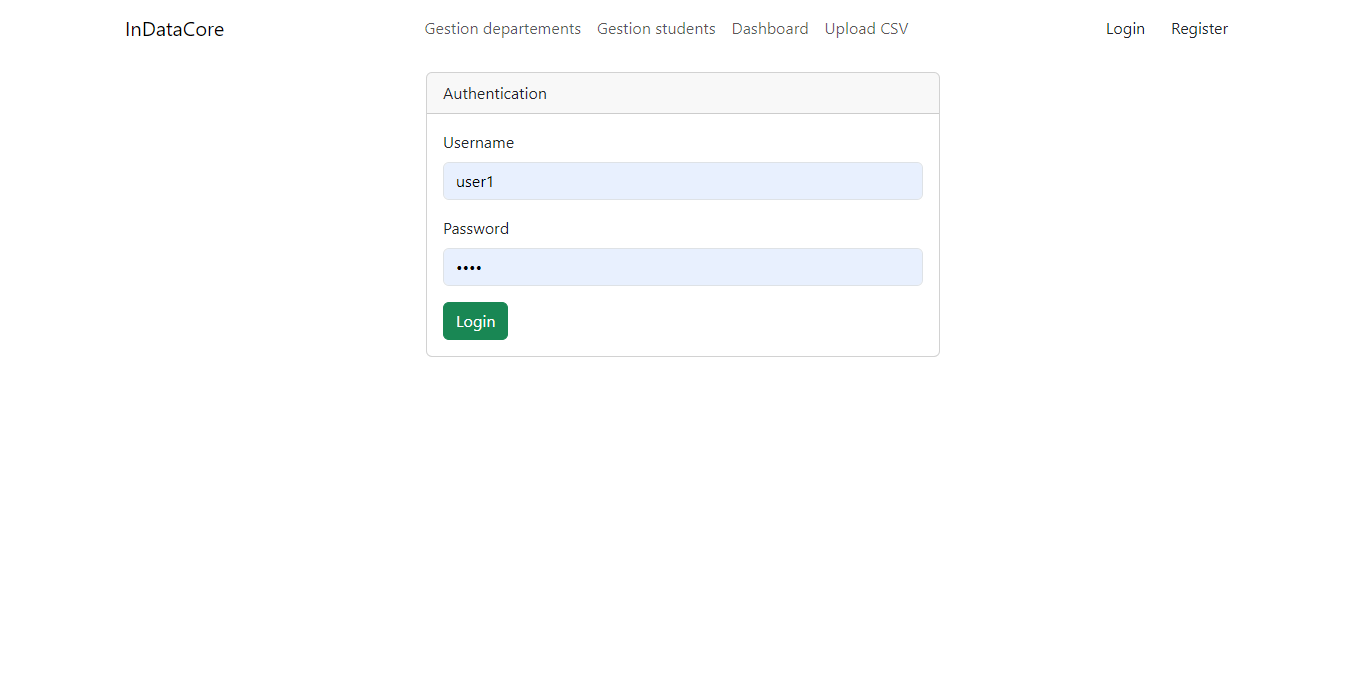 InDataCore Gestion departements Gestion students Dashboard Upload CSV Login Register
Authentication
Username
user1
Password
••••
Login